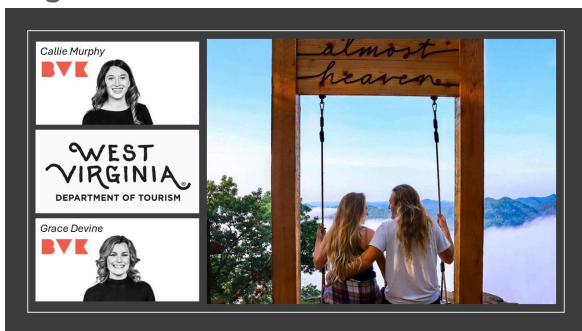 Callie Murphy
BVK
WEST
VIRGINIA®
DEPARTMENT OF TOURISM
Grace Devine
BVK
almost
heaven